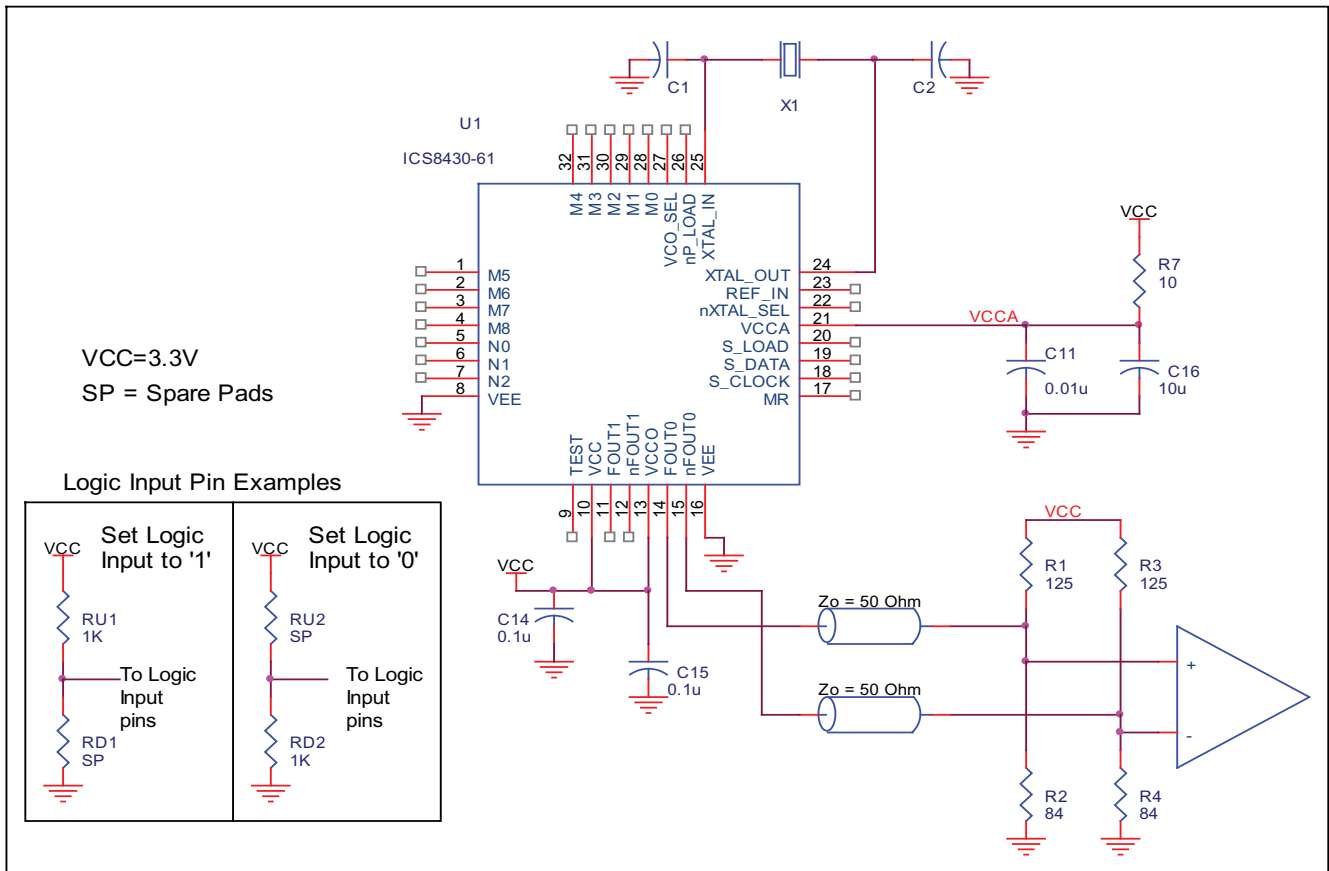 C1
X1
C2
U1
ICS8430-61
32
31
30
29
28
27
26
25
M4
M3
M2
M1
M0
VCO_SEL
nP_LOAD
XTAL_IN
1
2
3
4
5
6
7
8
M5
M6
M7
M8
N0
N1
N2
VEE
XTAL_OUT
REF_IN
nXTAL_SEL
VCCA
S_LOAD
S_DATA
S_CLOCK
MR
24
23
22
21
20
19
18
17
TEST
VCC
FOUT1
nFOUT1
VCCO
FOUT0
nFOUT0
VEE
9
10
11
12
13
14
15
16
VCC
R7
10
VCCA
C11
0.01u
C16
10u
VCC=3.3V
SP = Spare Pads
Logic Input Pin Examples
Set Logic
Input to '1'
VCC
RU1
1K
To Logic
Input
pins
RD1
SP
Set Logic
Input to '0'
VCC
RU2
SP
To Logic
Input
pins
RD2
1K
VCC
C14
0.1u
C15
0.1u
Zo = 50 Ohm
Zo = 50 Ohm
VCC
R1
125
R3
125
+
-
R2
84
R4
84